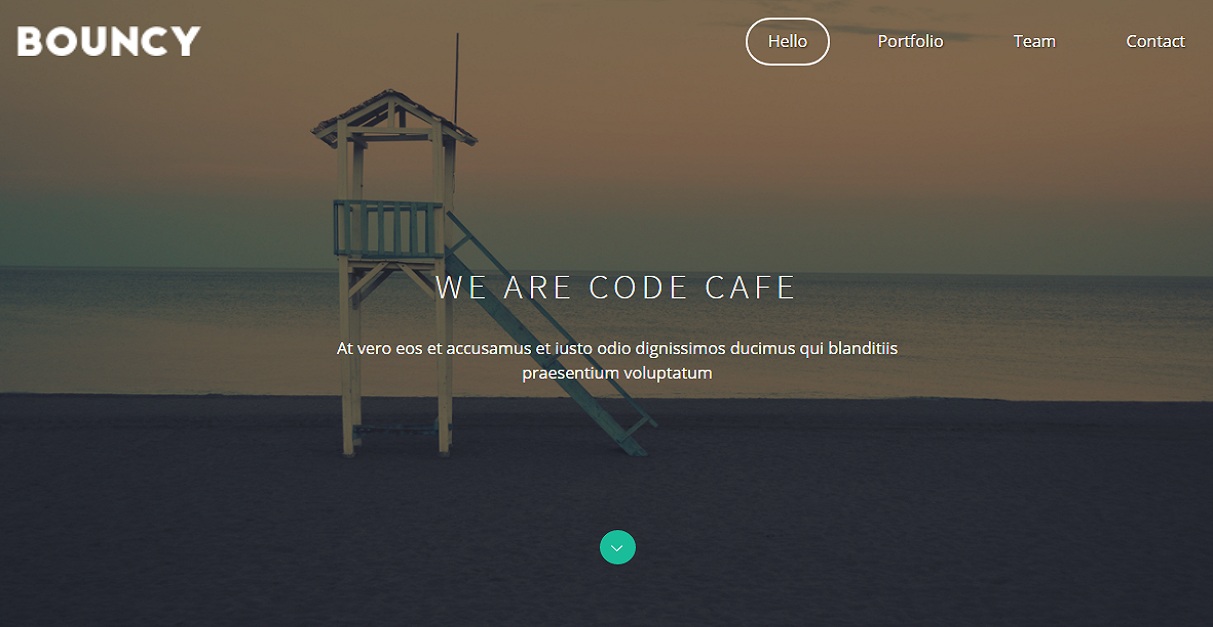 BOUNCY
Hello
Portfolio
Team
Contact
WE ARE CODE CAFE
At vero eos et accusamus et iusto odio dignissimos ducimus qui blanditiis
praesentium voluptatum